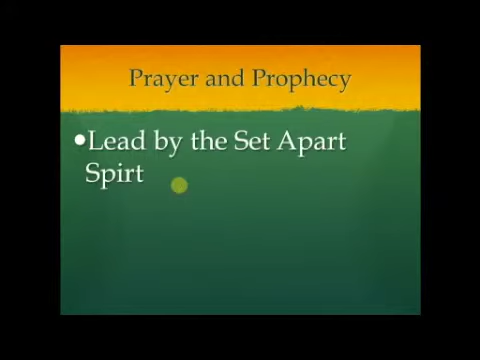 Prayer and Prophecy
•Lead by the Set Apart
Spirt